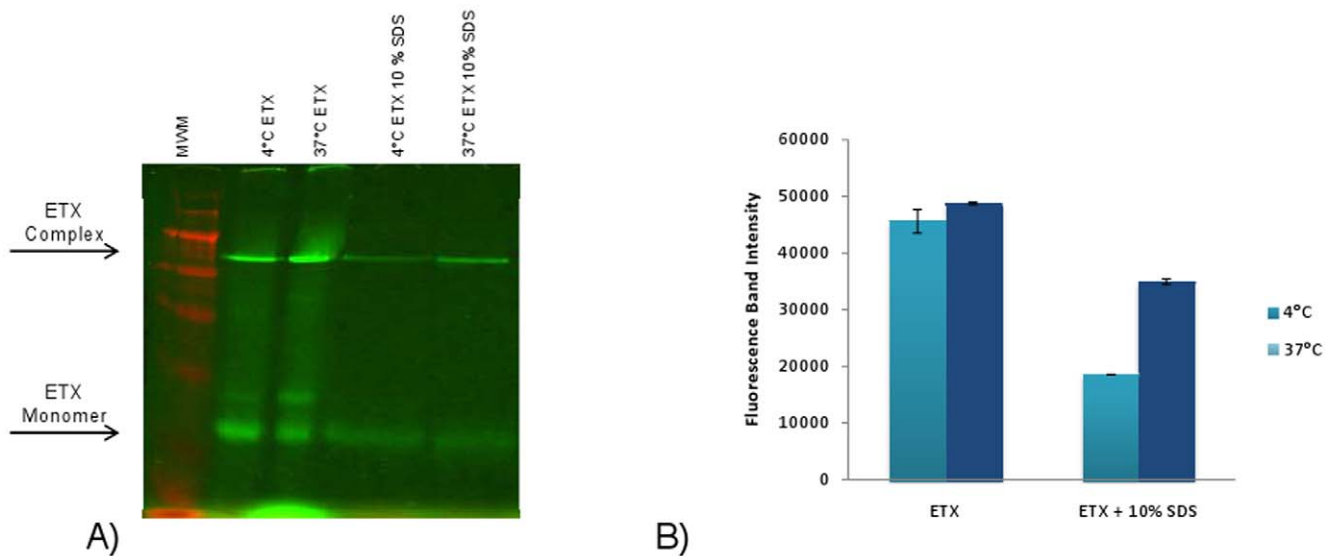 MWM
4°C ETX
37°C ETX
4°C ETX 10 % SDS
37°C ETX 10% SDS
ETX
Complex
ETX
Monomer
A)
Fluorescence Band Intensity
60000
50000
40000
30000
20000
10000
0
ETX
ETX + 10% SDS
4°C
37°C
B)